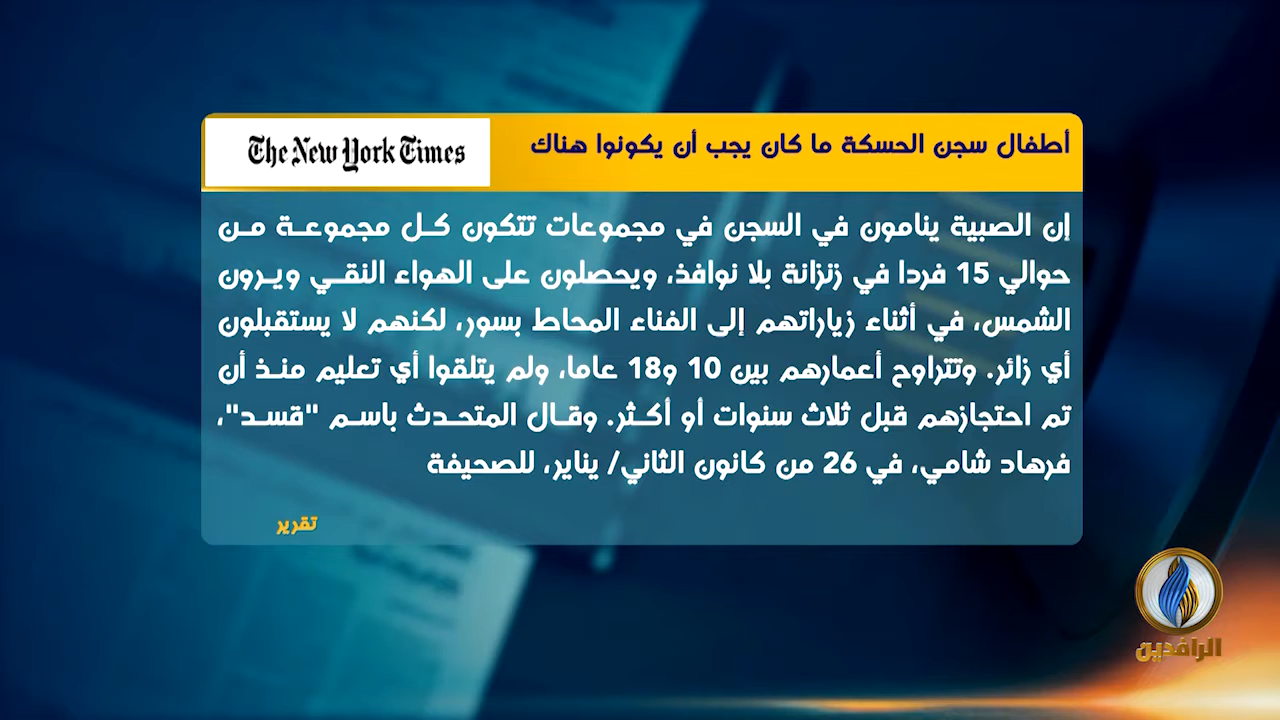 أطفال سجن الحسكة ما كان يجب أن يكونوا هناك
The New York Times
إن الصبية ينامون في السجن في مجموعات تتكون كل مجموعة من
حوالي 15 فردا في زنزانة بلا نوافذ، ويحصلون على الهواء النقي ويرون
الشمس، في أثناء زياراتهم إلى الفناء المحاط بسور، لكنهم لا يستقبلون
أي زائر. وتتراوح أعمارهم بين 10 و18 عاما، ولم يتلقوا أي تعليم منذ أن
تم احتجازهم قبل ثلاث سنوات أو أكثر. وقال المتحدث باسم "قسد"،
فرهاد شامي، في 26 من كانون الثاني/ يناير، للصحيفة
تقرير
الرافدين